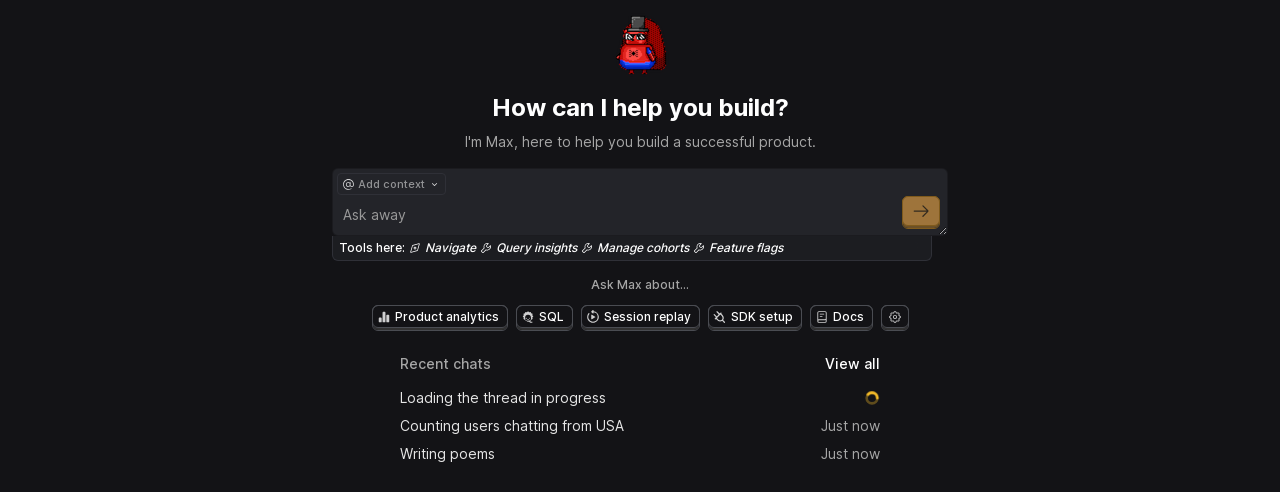 How can I help you build?
I'm Max, here to help you build a successful product.
@ Add context
Ask away
Tools here: Navigate Query insights Manage cohorts Feature flags
Ask Max about...
Product analytics SQL Session replay SDK setup Docs
Recent chats View all
Loading the thread in progress
Counting users chatting from USA Just now
Writing poems Just now